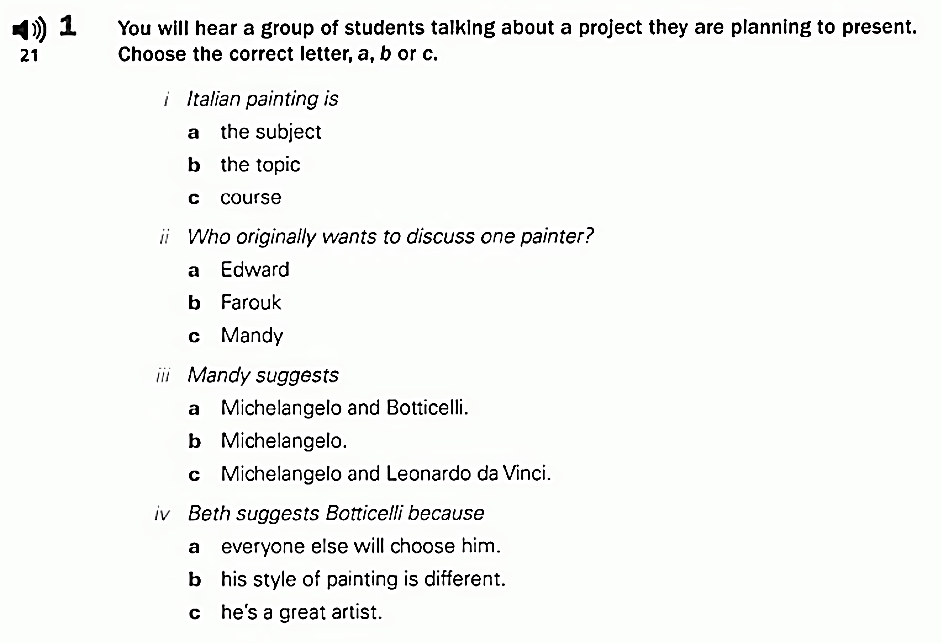 1 You will hear a group of students talking about a project they are planning to present.
21 Choose the correct letter, a, b or c.
i Italian painting is
a the subject
b the topic
c course
ii Who originally wants to discuss one painter?
a Edward
b Farouk
c Mandy
iii Mandy suggests
a Michelangelo and Botticelli.
b Michelangelo.
c Michelangelo and Leonardo da Vinci.
iv Beth suggests Botticelli because
a everyone else will choose him.
b his style of painting is different.
c he's a great artist.